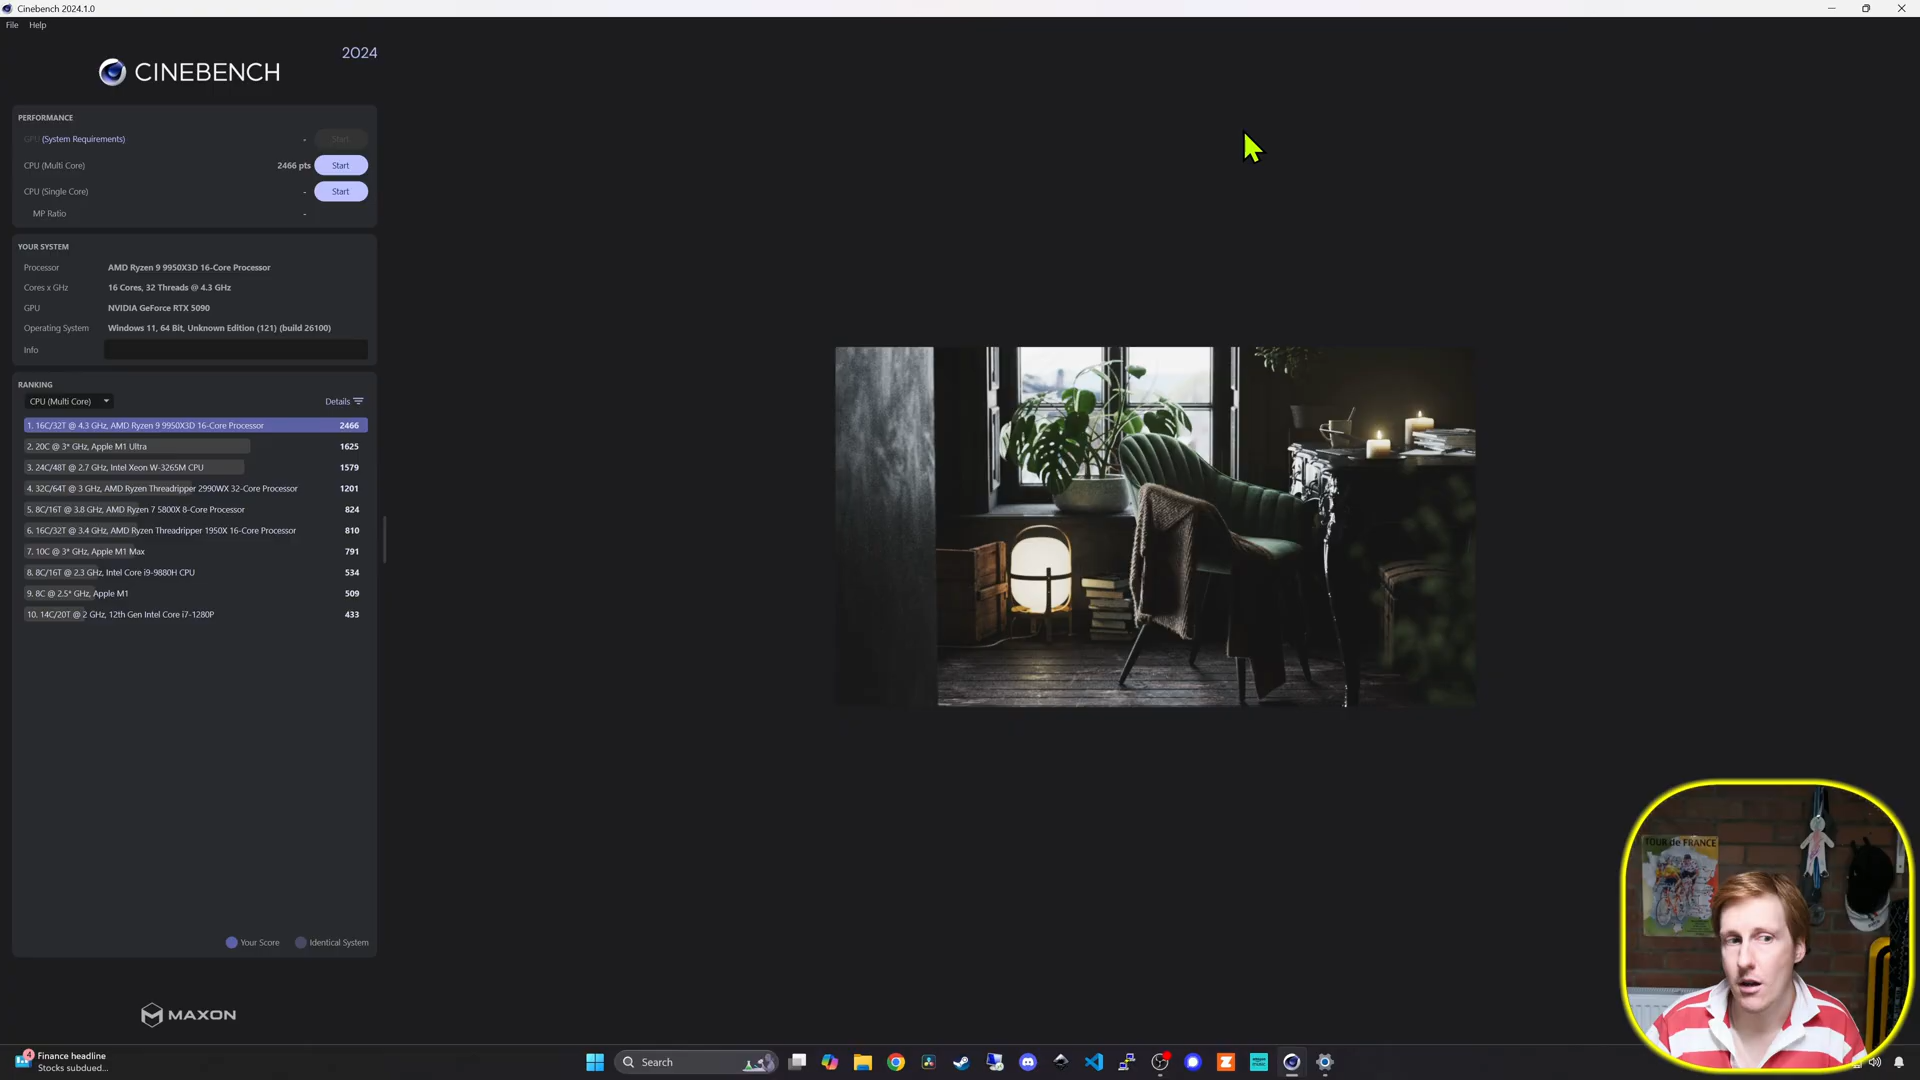 Cinebench 2024.1.0
File Help
2024
CINEBENCH
PERFORMANCE
GPU (System Requirements) - Start
CPU (Multi Core) 2466 pts Start
CPU (Single Core) - Start
MP Ratio -
YOUR SYSTEM
Processor AMD Ryzen 9 9950X3D 16-Core Processor
Cores x GHz 16 Cores, 32 Threads @ 4.3 GHz
GPU NVIDIA GeForce RTX 5090
Operating System Windows 11, 64 Bit, Unknown Edition (121) (build 26100)
Info
RANKING
CPU (Multi Core) Details
1. 16C/32T @ 4.3 GHz, AMD Ryzen 9 9950X3D 16-Core Processor 2466
2. 20C @ 3* GHz, Apple M1 Ultra 1625
3. 24C/48T @ 2.7 GHz, Intel Xeon W-3265M CPU 1579
4. 32C/64T @ 3 GHz, AMD Ryzen Threadripper 2990WX 32-Core Processor 1201
5. 8C/16T @ 3.8 GHz, AMD Ryzen 7 5800X 8-Core Processor 824
6. 16C/32T @ 3.4 GHz, AMD Ryzen Threadripper 1950X 16-Core Processor 810
7. 10C @ 3* GHz, Apple M1 Max 791
8. 8C/16T @ 2.3 GHz, Intel Core i9-9880H CPU 534
9. 8C @ 2.5* GHz, Apple M1 509
10. 14C/20T @ 2 GHz, 12th Gen Intel Core i7-1280P 433
Your Score Identical System
MAXON
TOUR de FRANCE
4 Finance headline
Stocks subdued...
Search